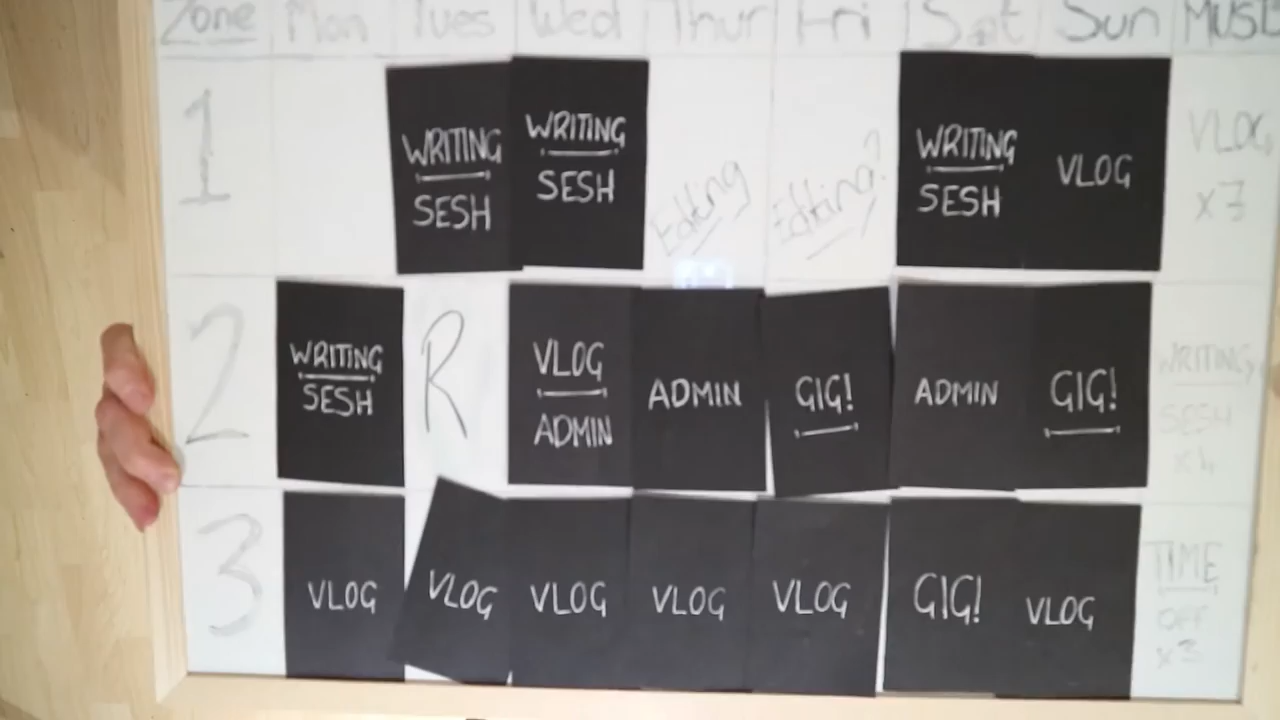 Zone Mon Tues Wed Thur Fri Sat Sun
1
WRITING
SESH
WRITING
SESH
Editing
Editing?
WRITING
SESH
VLOG
VLOG
x 7
2
WRITING
SESH
R
VLOG
ADMIN
ADMIN
GIG!
ADMIN
GIG!
WRITING
SESH
x4
3
VLOG
VLOG
VLOG
VLOG
VLOG
GIG!
VLOG
TIME
OFF
x3